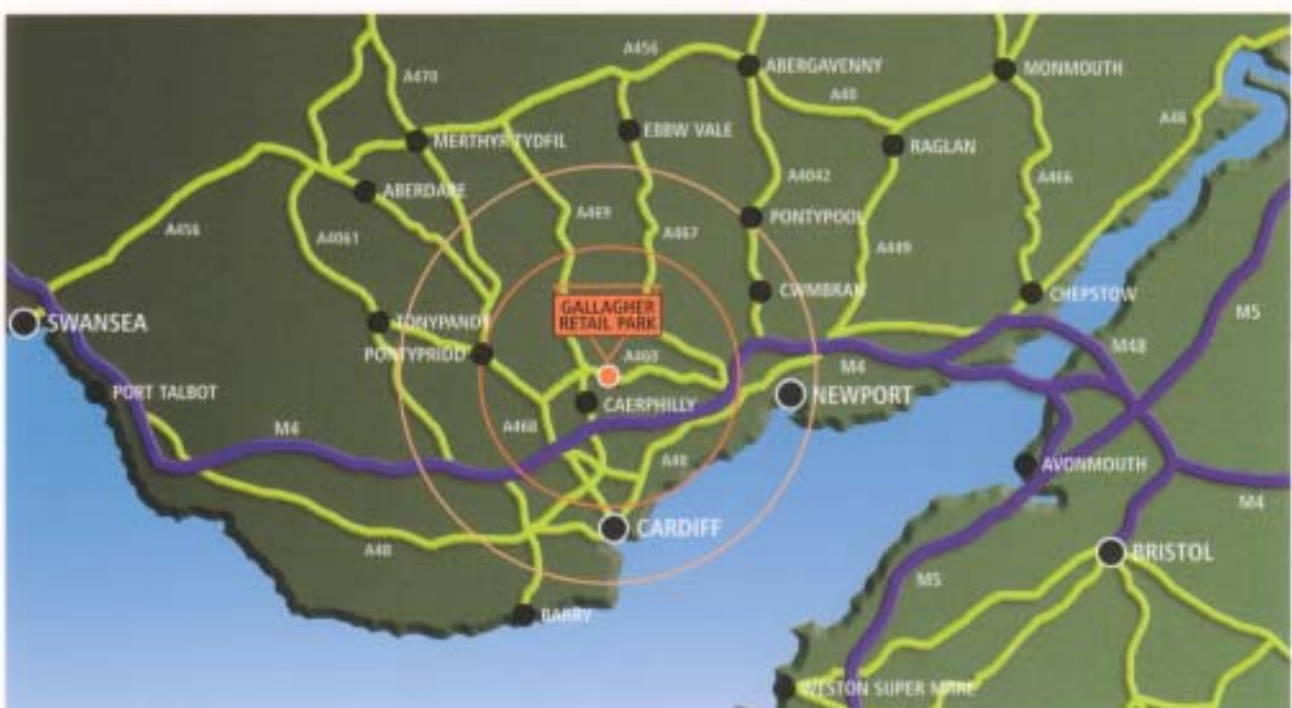 A456
ABERGAVENNY
MONMOUTH
A470
A40
A46
MERTHYR TYDFIL
EBBW VALE
RAGLAN
A4042
A466
ABERDARE
A469
PONTYPOOL
A456
A4061
A467
A449
CWMBRAN
CHEPSTOW
GALLAGHER
RETAIL PARK
M5
SWANSEA
TONYPANDY
M48
PONTYPRIDD
A460
M4
PORT TALBOT
CAERPHILLY
NEWPORT
M4
A468
A48
AVONMOUTH
M4
CARDIFF
A48
BRISTOL
M5
BARRY
WESTON SUPER MARE